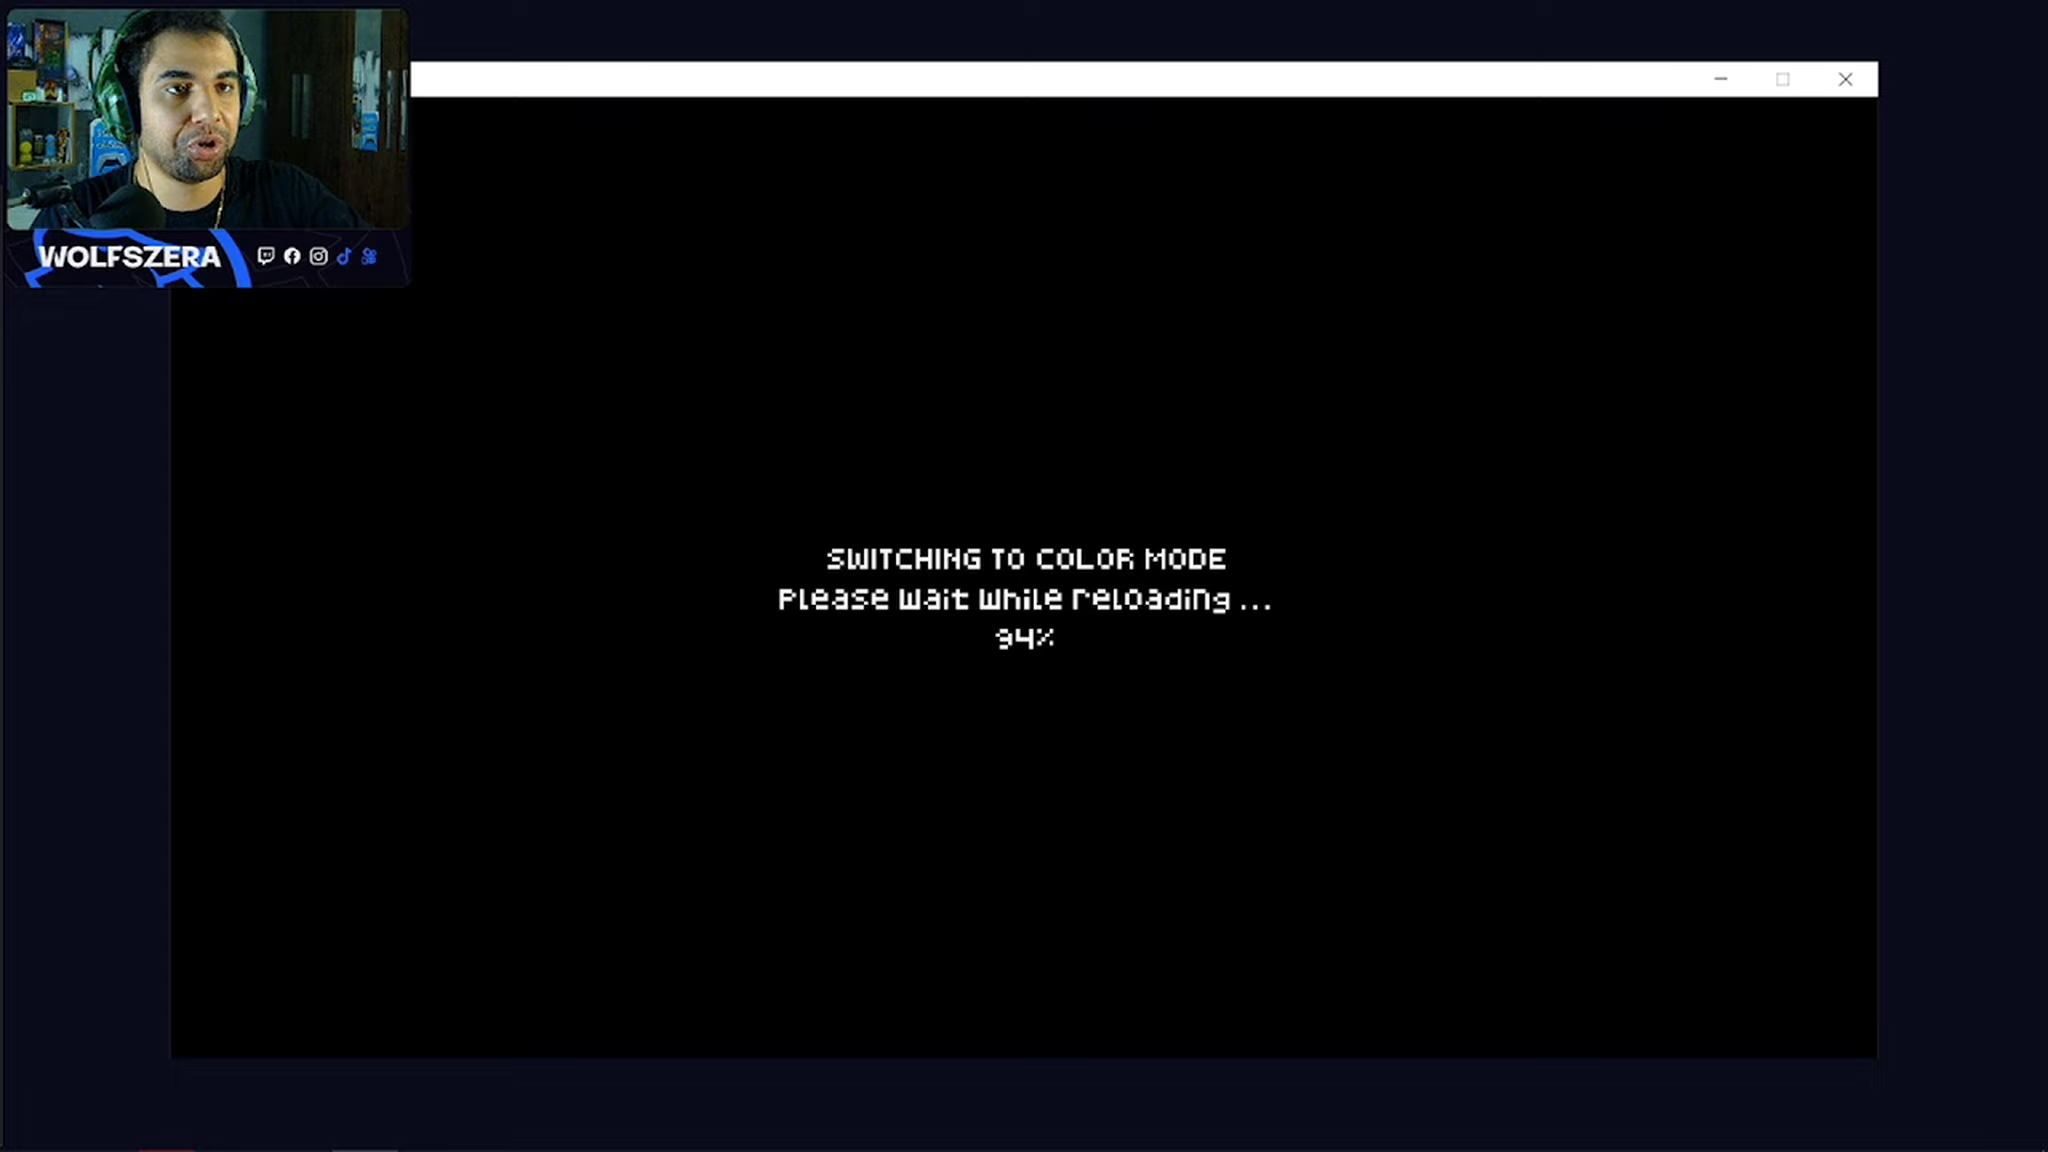 WOLFSZERA
SWITCHING TO COLOR MODE
Please wait while reloading ...
94%